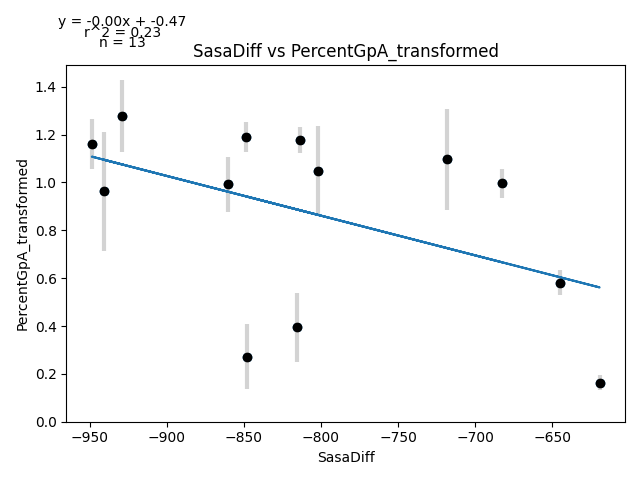 y = -0.00x + -0.47
r^2 = 0.23
n = 13
SasaDiff vs PercentGpA_transformed
1.4
1.2
1.0
0.8
0.6
0.4
0.2
0.0
PercentGpA_transformed
−950 −900 −850 −800 −750 −700 −650
SasaDiff